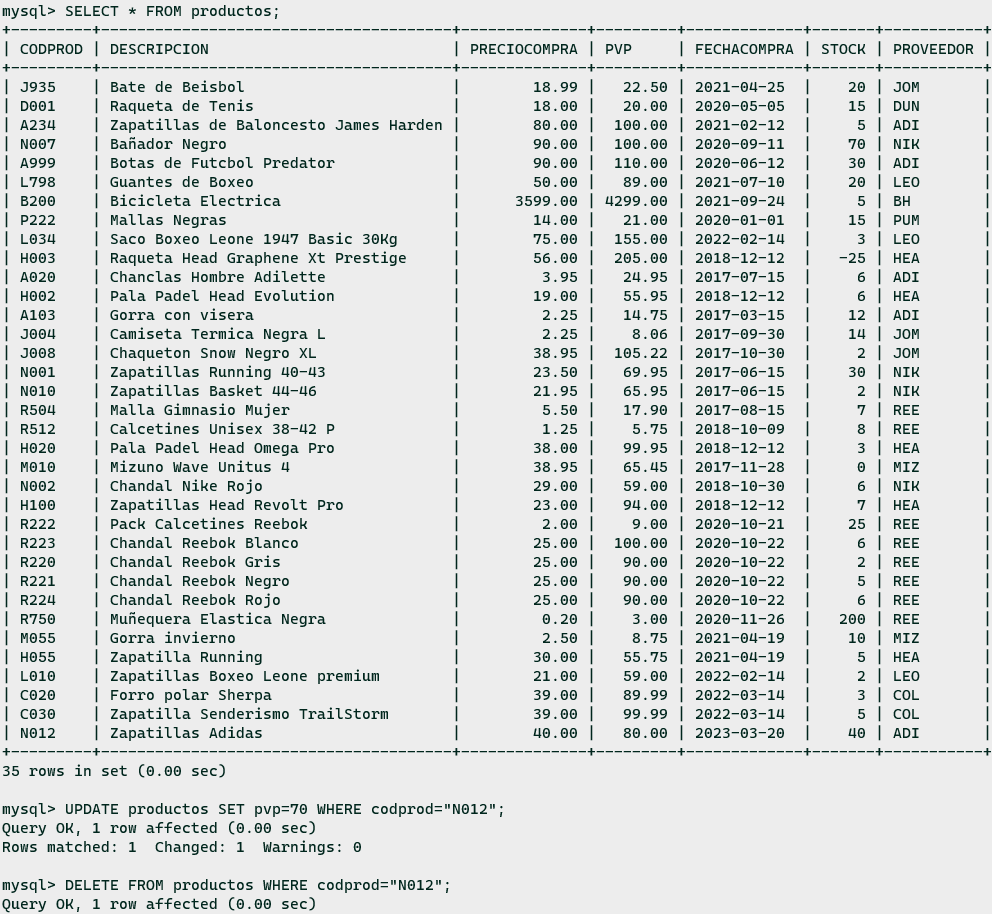 mysql> SELECT * FROM productos;
+---------+---------------------------------------+--------------+---------+-------------+-------+-----------+
| CODPROD | DESCRIPCION                           | PRECIOCOMPRA | PVP     | FECHACOMPRA | STOCK | PROVEEDOR |
+---------+---------------------------------------+--------------+---------+-------------+-------+-----------+
| J935    | Bate de Beisbol                       |        18.99 |   22.50 | 2021-04-25  |    20 | JOM       |
| D001    | Raqueta de Tenis                      |        18.00 |   20.00 | 2020-05-05  |    15 | DUN       |
| A234    | Zapatillas de Baloncesto James Harden |        80.00 |  100.00 | 2021-02-12  |     5 | ADI       |
| N007    | Bañador Negro                         |        90.00 |  100.00 | 2020-09-11  |    70 | NIK       |
| A999    | Botas de Futcbol Predator             |        90.00 |  110.00 | 2020-06-12  |    30 | ADI       |
| L798    | Guantes de Boxeo                      |        50.00 |   89.00 | 2021-07-10  |    20 | LEO       |
| B200    | Bicicleta Electrica                   |      3599.00 | 4299.00 | 2021-09-24  |     5 | BH        |
| P222    | Mallas Negras                         |        14.00 |   21.00 | 2020-01-01  |    15 | PUM       |
| L034    | Saco Boxeo Leone 1947 Basic 30Kg      |        75.00 |  155.00 | 2022-02-14  |     3 | LEO       |
| H003    | Raqueta Head Graphene Xt Prestige     |        56.00 |  205.00 | 2018-12-12  |   -25 | HEA       |
| A020    | Chanclas Hombre Adilette              |         3.95 |   24.95 | 2017-07-15  |     6 | ADI       |
| H002    | Pala Padel Head Evolution             |        19.00 |   55.95 | 2018-12-12  |     6 | HEA       |
| A103    | Gorra con visera                      |         2.25 |   14.75 | 2017-03-15  |    12 | ADI       |
| J004    | Camiseta Termica Negra L              |         2.25 |    8.06 | 2017-09-30  |    14 | JOM       |
| J008    | Chaqueton Snow Negro XL               |        38.95 |  105.22 | 2017-10-30  |     2 | JOM       |
| N001    | Zapatillas Running 40-43              |        23.50 |   69.95 | 2017-06-15  |    30 | NIK       |
| N010    | Zapatillas Basket 44-46               |        21.95 |   65.95 | 2017-06-15  |     2 | NIK       |
| R504    | Malla Gimnasio Mujer                  |         5.50 |   17.90 | 2017-08-15  |     7 | REE       |
| R512    | Calcetines Unisex 38-42 P             |         1.25 |    5.75 | 2018-10-09  |     8 | REE       |
| H020    | Pala Padel Head Omega Pro             |        38.00 |   99.95 | 2018-12-12  |     3 | HEA       |
| M010    | Mizuno Wave Unitus 4                  |        38.95 |   65.45 | 2017-11-28  |     0 | MIZ       |
| N002    | Chandal Nike Rojo                     |        29.00 |   59.00 | 2018-10-30  |     6 | NIK       |
| H100    | Zapatillas Head Revolt Pro            |        23.00 |   94.00 | 2018-12-12  |     7 | HEA       |
| R222    | Pack Calcetines Reebok                |         2.00 |    9.00 | 2020-10-21  |    25 | REE       |
| R223    | Chandal Reebok Blanco                 |        25.00 |  100.00 | 2020-10-22  |     6 | REE       |
| R220    | Chandal Reebok Gris                   |        25.00 |   90.00 | 2020-10-22  |     2 | REE       |
| R221    | Chandal Reebok Negro                  |        25.00 |   90.00 | 2020-10-22  |     5 | REE       |
| R224    | Chandal Reebok Rojo                   |        25.00 |   90.00 | 2020-10-22  |     6 | REE       |
| R750    | Muñequera Elastica Negra              |         0.20 |    3.00 | 2020-11-26  |   200 | REE       |
| M055    | Gorra invierno                        |         2.50 |    8.75 | 2021-04-19  |    10 | MIZ       |
| H055    | Zapatilla Running                     |        30.00 |   55.75 | 2021-04-19  |     5 | HEA       |
| L010    | Zapatillas Boxeo Leone premium        |        21.00 |   59.00 | 2022-02-14  |     2 | LEO       |
| C020    | Forro polar Sherpa                    |        39.00 |   89.99 | 2022-03-14  |     3 | COL       |
| C030    | Zapatilla Senderismo TrailStorm       |        39.00 |   99.99 | 2022-03-14  |     5 | COL       |
| N012    | Zapatillas Adidas                     |        40.00 |   80.00 | 2023-03-20  |    40 | ADI       |
+---------+---------------------------------------+--------------+---------+-------------+-------+-----------+
35 rows in set (0.00 sec)
mysql> UPDATE productos SET pvp=70 WHERE codprod="N012";
Query OK, 1 row affected (0.00 sec)
Rows matched: 1  Changed: 1  Warnings: 0
mysql> DELETE FROM productos WHERE codprod="N012";
Query OK, 1 row affected (0.00 sec)